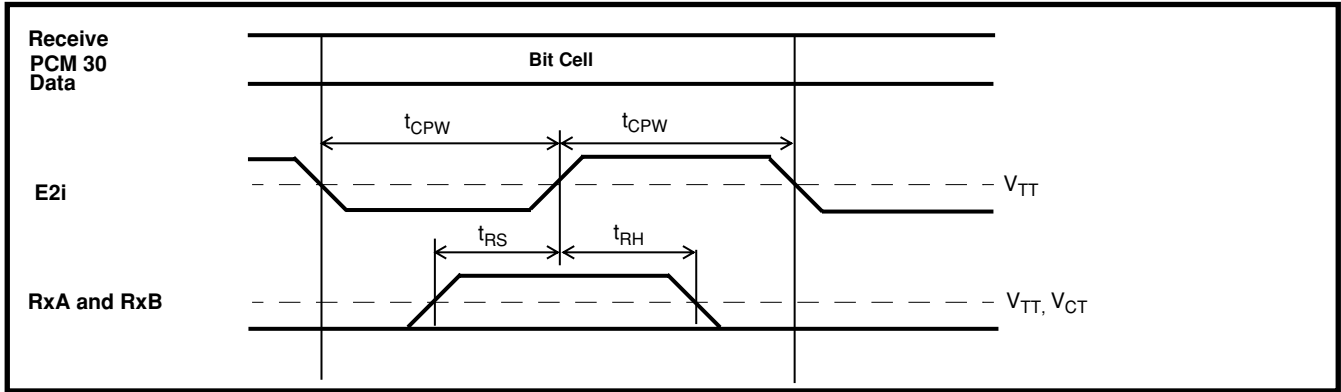 Receive
PCM 30
Data
Bit Cell
tCPW
tCPW
E2i
VTT
tRS
tRH
RxA and RxB
VTT, VCT